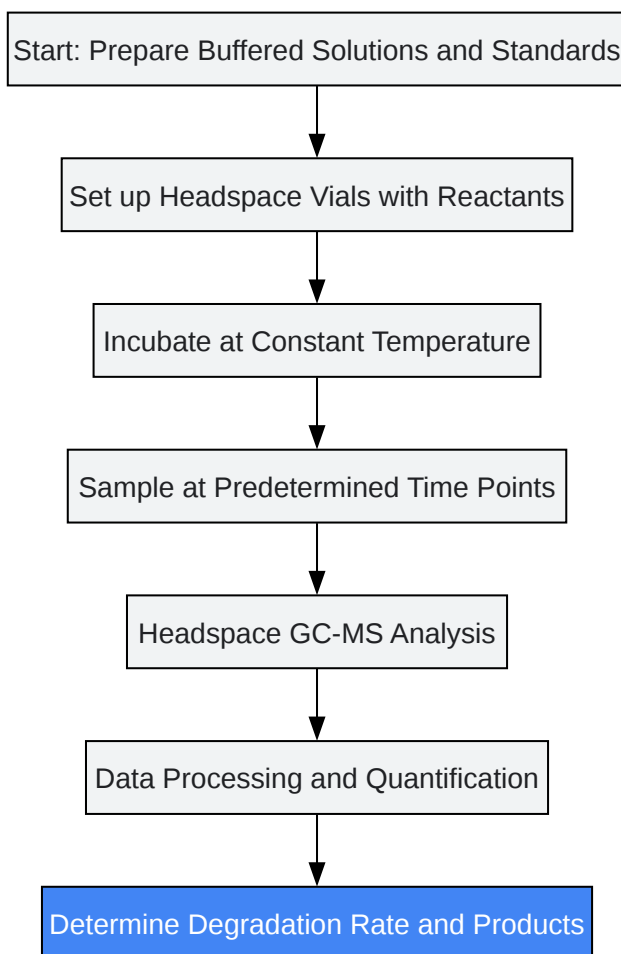 Start: Prepare Buffered Solutions and Standards
Set up Headspace Vials with Reactants
Incubate at Constant Temperature
Sample at Predetermined Time Points
Headspace GC-MS Analysis
Data Processing and Quantification
Determine Degradation Rate and Products